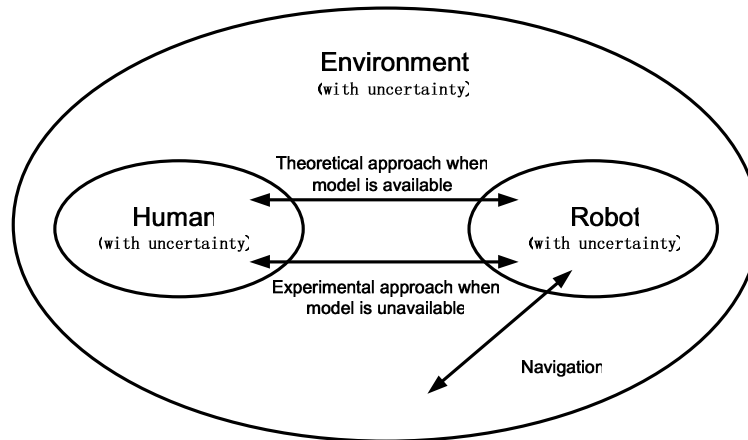 Environment
(with uncertainty)
Theoretical approach when
model is available
Human
(with uncertainty)
Robot
(with uncertainty)
Experimental approach when
model is unavailable
Navigation